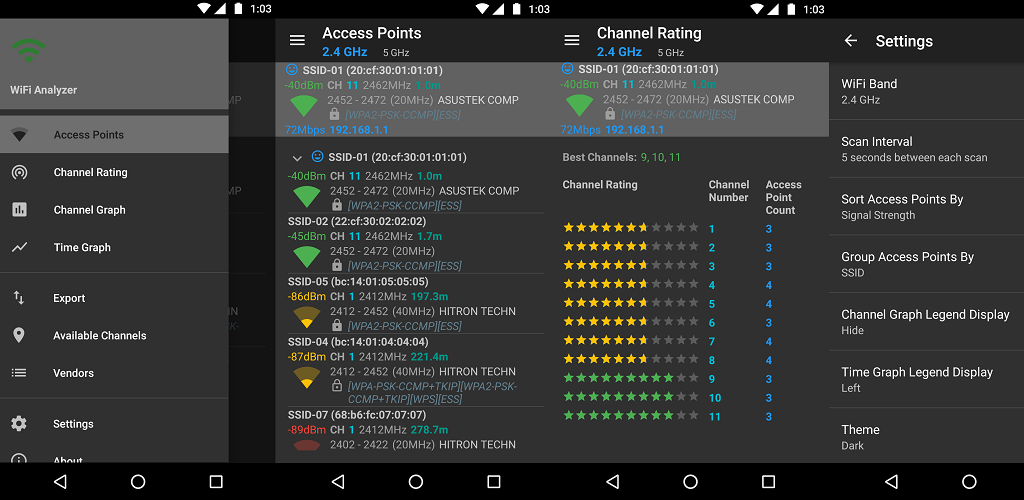 1:03
WiFi Analyzer
Access Points
Channel Rating
Channel Graph
Time Graph
Export
Available Channels
Vendors
Settings
About
1:03
Access Points
2.4 GHz 5 GHz
SSID-01 (20:cf:30:01:01:01)
-40dBm CH 11 2462MHz 1.0m
2452 - 2472 (20MHz) ASUSTEK COMP
[WPA2-PSK-CCMP][ESS]
72Mbps 192.168.1.1
SSID-01 (20:cf:30:01:01:01)
-40dBm CH 11 2462MHz 1.0m
2452 - 2472 (20MHz) ASUSTEK COMP
[WPA2-PSK-CCMP][ESS]
SSID-02 (22:cf:30:02:02:02)
-45dBm CH 11 2462MHz 1.7m
2452 - 2472 (20MHz)
[WPA2-PSK-CCMP][ESS]
SSID-05 (bc:14:01:05:05:05)
-86dBm CH 1 2412MHz 197.3m
2412 - 2452 (40MHz) HITRON TECHN
[WPA2-PSK-CCMP][ESS]
SSID-04 (bc:14:01:04:04:04)
-87dBm CH 1 2412MHz 221.4m
2412 - 2452 (40MHz) HITRON TECHN
[WPA-PSK-CCMP+TKIP][WPA2-PSK-
CCMP+TKIP][WPS][ESS]
SSID-07 (68:b6:fc:07:07:07)
-89dBm CH 1 2412MHz 278.7m
2402 - 2422 (20MHz) HITRON TECHN
1:03
Channel Rating
2.4 GHz 5 GHz
SSID-01 (20:cf:30:01:01:01)
-40dBm CH 11 2462MHz 1.0m
2452 - 2472 (20MHz) ASUSTEK COMP
[WPA2-PSK-CCMP][ESS]
72Mbps 192.168.1.1
Best Channels: 9, 10, 11
Channel Rating
Channel
Number
Access
Point
Count
1 3
2 3
3 4
4 4
5 4
6 3
7 4
8 4
9 3
10 3
11 3
1:03
Settings
WiFi Band
2.4 GHz
Scan Interval
5 seconds between each scan
Sort Access Points By
Signal Strength
Group Access Points By
SSID
Channel Graph Legend Display
Hide
Time Graph Legend Display
Left
Theme
Dark